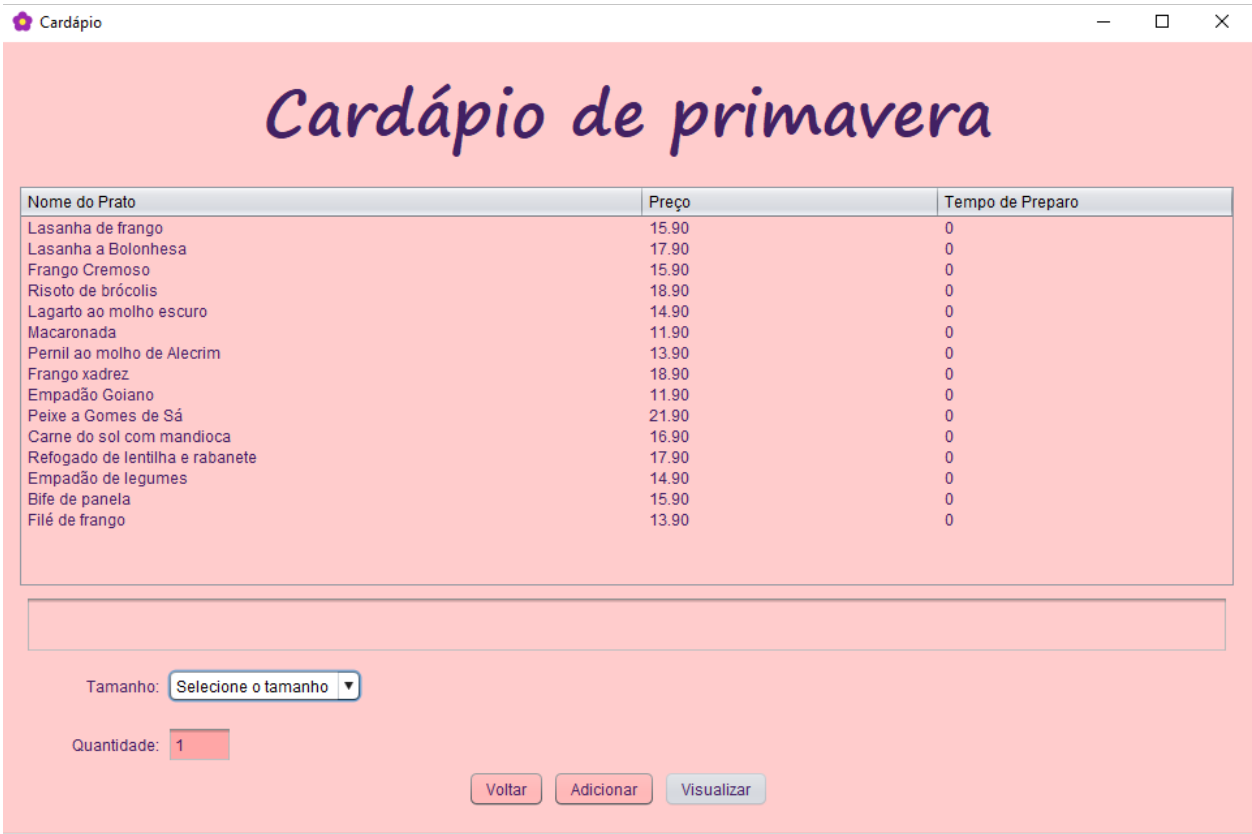 Cardápio
Cardápio de primavera
Nome do Prato Preço Tempo de Preparo
Lasanha de frango 15.90 0
Lasanha a Bolonhesa 17.90 0
Frango Cremoso 15.90 0
Risoto de brócolis 18.90 0
Lagarto ao molho escuro 14.90 0
Macaronada 11.90 0
Pernil ao molho de Alecrim 13.90 0
Frango xadrez 18.90 0
Empadão Goiano 11.90 0
Peixe a Gomes de Sá 21.90 0
Carne do sol com mandioca 16.90 0
Refogado de lentilha e rabanete 17.90 0
Empadão de legumes 14.90 0
Bife de panela 15.90 0
Filé de frango 13.90 0
Tamanho: Selecione o tamanho
Quantidade: 1
Voltar Adicionar Visualizar